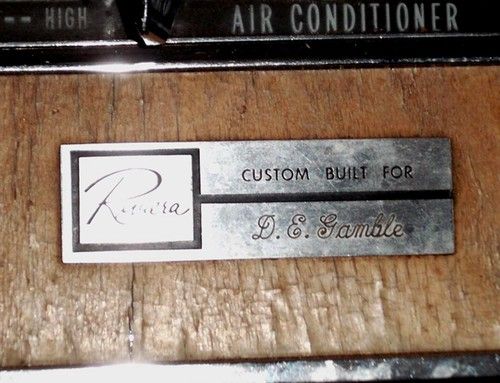 -- HIGH AIR CONDITIONER
Riviera
CUSTOM BUILT FOR
D. E. Gamble